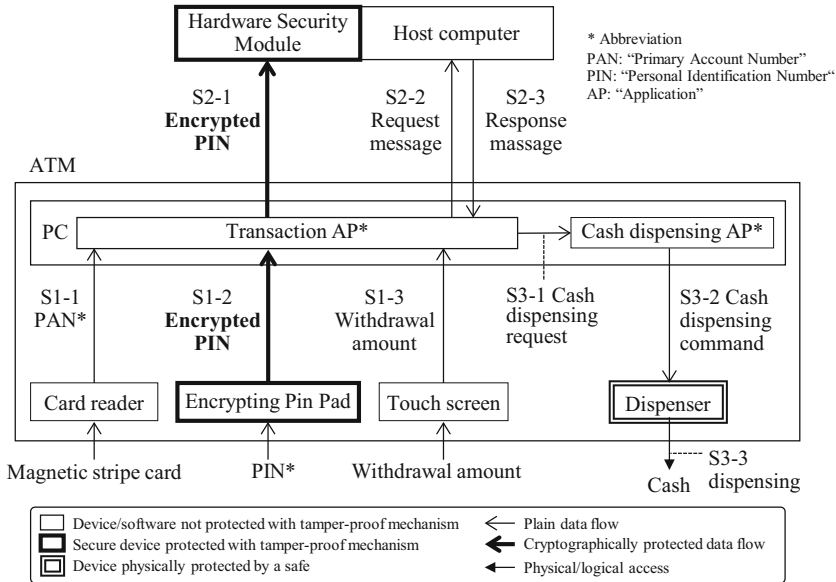 Hardware Security
Module
Host computer
* Abbreviation
PAN: “Primary Account Number”
PIN: “Personal Identification Number“
AP: “Application”
S2-1
Encrypted
PIN
S2-2
Request
message
S2-3
Response
massage
ATM
PC
Transaction AP*
Cash dispensing AP*
S1-1
PAN*
S1-2
Encrypted
PIN
S1-3
Withdrawal
amount
S3-1 Cash
dispensing
request
S3-2 Cash
dispensing
command
Card reader
Encrypting Pin Pad
Touch screen
Dispenser
Magnetic stripe card
PIN*
Withdrawal amount
Cash
S3-3
dispensing
Device/software not protected with tamper-proof mechanism
Secure device protected with tamper-proof mechanism
Device physically protected by a safe
Plain data flow
Cryptographically protected data flow
Physical/logical access